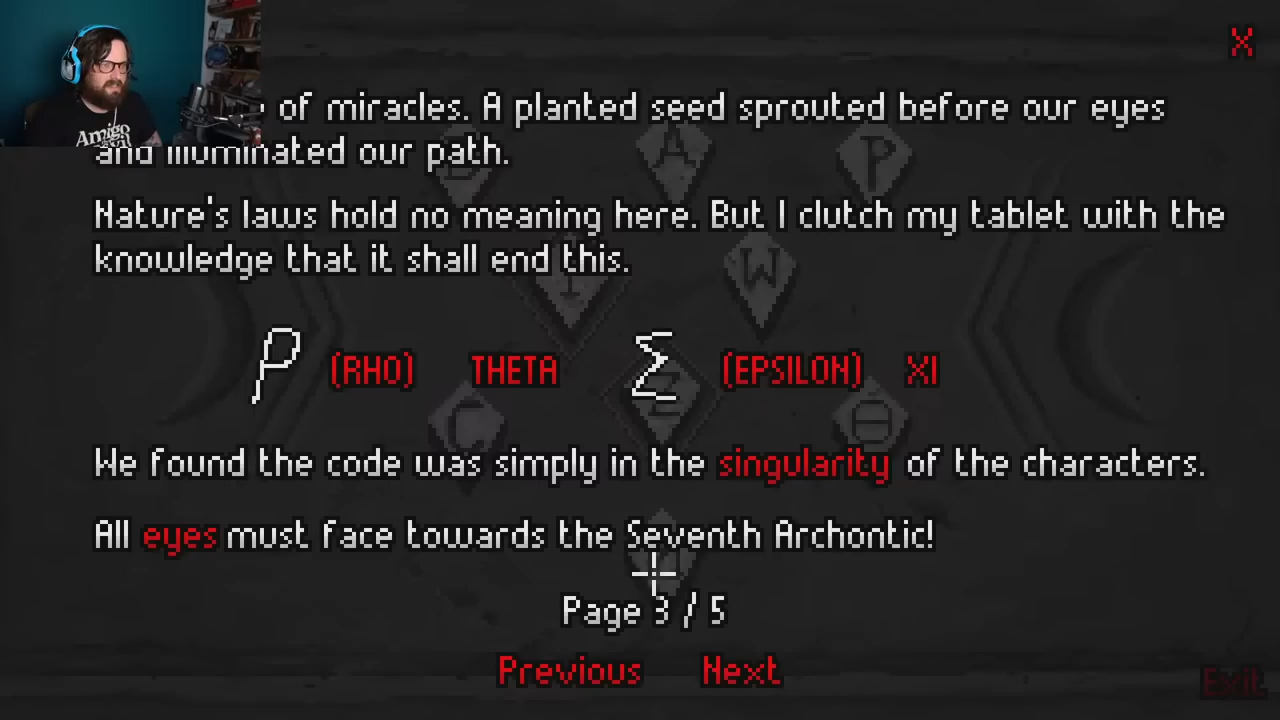 X
of miracles. A planted seed sprouted before our eyes
and illuminated our path.
Nature's laws hold no meaning here. But I clutch my tablet with the
knowledge that it shall end this.
(RHO) THETA Σ (EPSILON) XI
We found the code was simply in the singularity of the characters.
All eyes must face towards the Seventh Archontic!
Page 3 / 5
Previous Next
Exit
A
P
W
Amigo